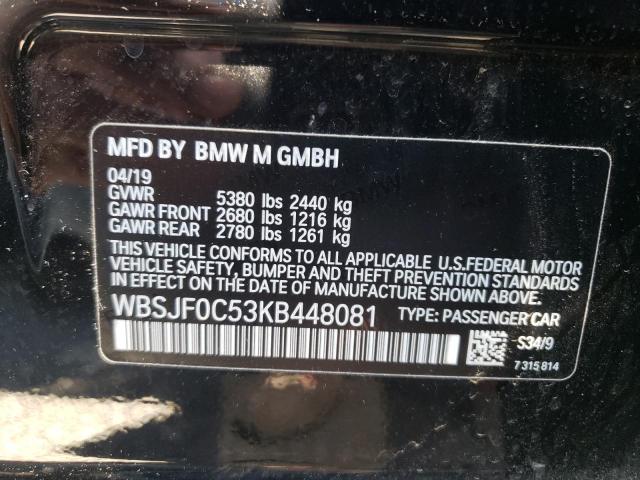 MFD BY BMW M GMBH
04/19
GVWR 5380 lbs 2440 kg
GAWR FRONT 2680 lbs 1216 kg
GAWR REAR 2780 lbs 1261 kg
THIS VEHICLE CONFORMS TO ALL APPLICABLE U.S.FEDERAL MOTOR
VEHICLE SAFETY, BUMPER AND THEFT PREVENTION STANDARDS
IN EFFECT ON THE DATE OF MANUFACTURE SHOWN ABOVE.
WBSJF0C53KB448081 TYPE: PASSENGER CAR
S34/9
7 315 814